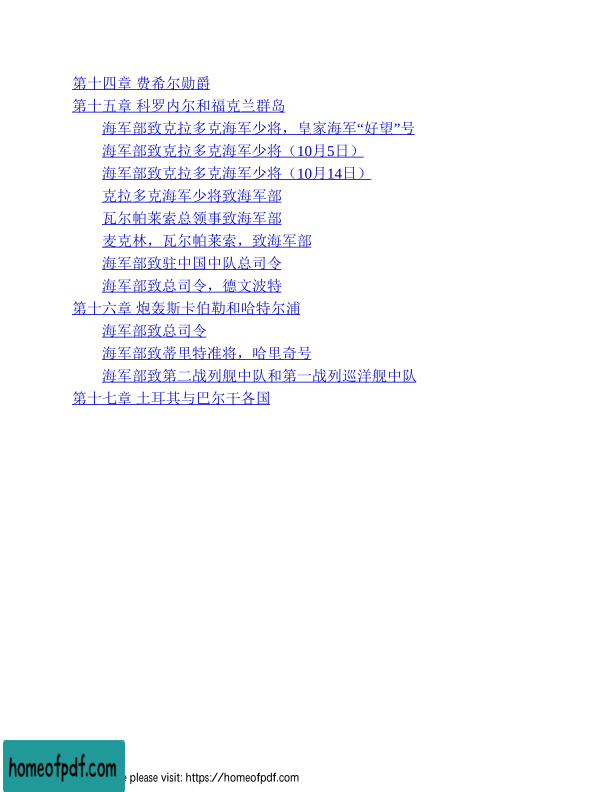 第十四章 费希尔勋爵
第十五章 科罗内尔和福克兰群岛
海军部致克拉多克海军少将，皇家海军“好望”号
海军部致克拉多克海军少将（10月5日）
海军部致克拉多克海军少将（10月14日）
克拉多克海军少将致海军部
瓦尔帕莱索总领事致海军部
麦克林，瓦尔帕莱索，致海军部
海军部致驻中国中队总司令
海军部致总司令，德文波特
第十六章 炮轰斯卡伯勒和哈特尔浦
海军部致总司令
海军部致蒂里特准将，哈里奇号
海军部致第二战列舰中队和第一战列巡洋舰中队
第十七章 土耳其与巴尔干各国
homeofpdf.com
please visit: https://homeofpdf.com